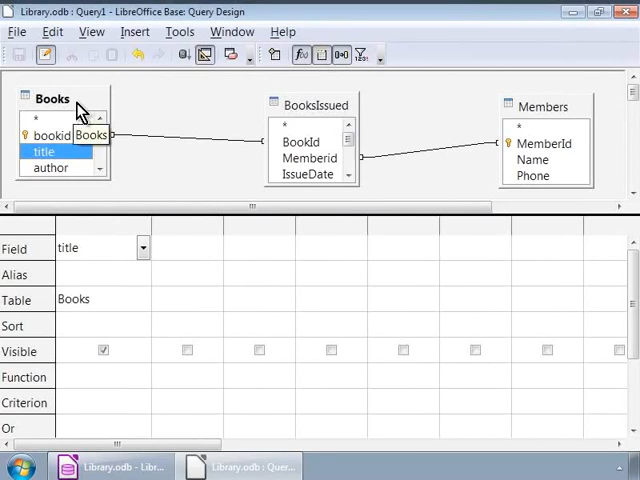 Library.odb : Query1 - LibreOffice Base: Query Design
File Edit View Insert Tools Window Help
Books
*
bookid
Books
title
author
BooksIssued
*
BookId
Memberid
IssueDate
Members
*
MemberId
Name
Phone
Field title
Alias
Table Books
Sort
Visible
Function
Criterion
Or
Library.odb - Libr...
Library.odb : Quer...